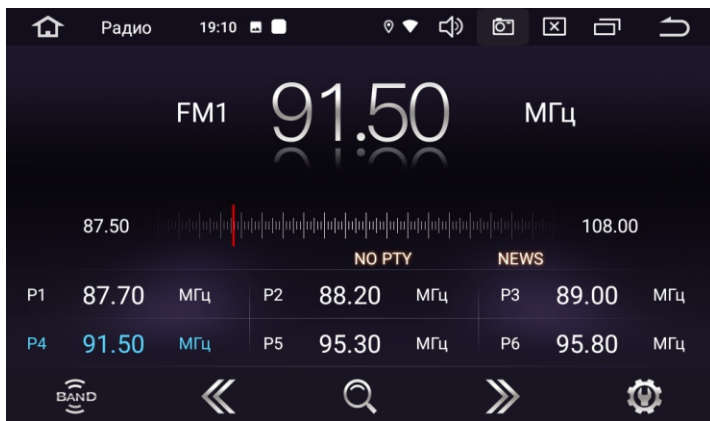 Радио 19:10
FM1 91.50 МГц
87.50 108.00
NO PTY NEWS
P1 87.70 МГц P2 88.20 МГц P3 89.00 МГц
P4 91.50 МГц P5 95.30 МГц P6 95.80 МГц
BAND